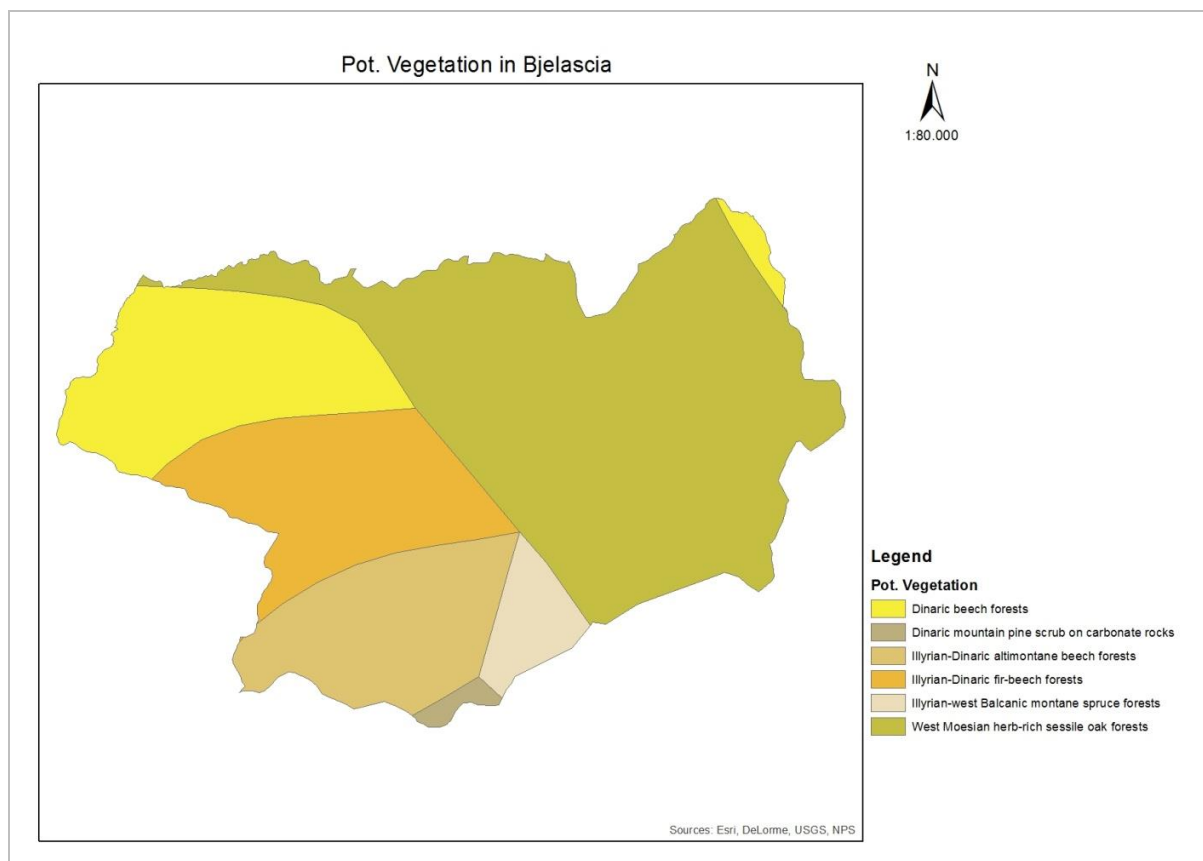 Pot. Vegetation in Bjelascia
N
1:80.000
Legend
Pot. Vegetation
Dinaric beech forests
Dinaric mountain pine scrub on carbonate rocks
Illyrian-Dinaric altimontane beech forests
Illyrian-Dinaric fir-beech forests
Illyrian-west Balcanic montane spruce forests
West Moesian herb-rich sessile oak forests
Sources: Esri, DeLorme, USGS, NPS